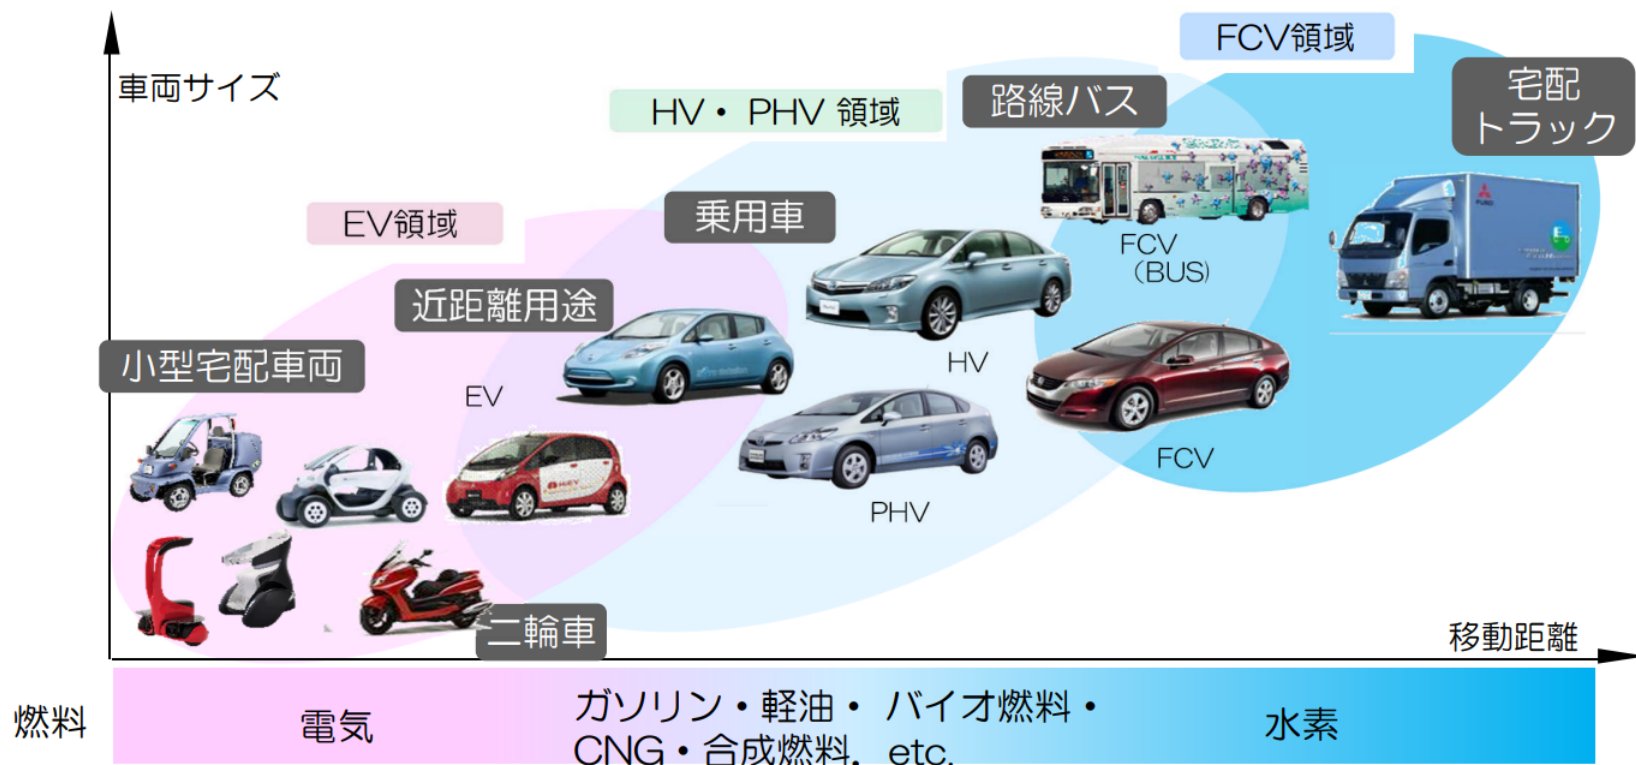 FCV領域
車両サイズ
宅配
トラック
HV・PHV 領域
路線バス
EV領域
乗用車
FCV
(BUS)
近距離用途
小型宅配車両
HV
EV
FCV
PHV
二輪車
移動距離
燃料
電気
ガソリン・軽油・ バイオ燃料・
CNG・合成燃料, etc.
水素